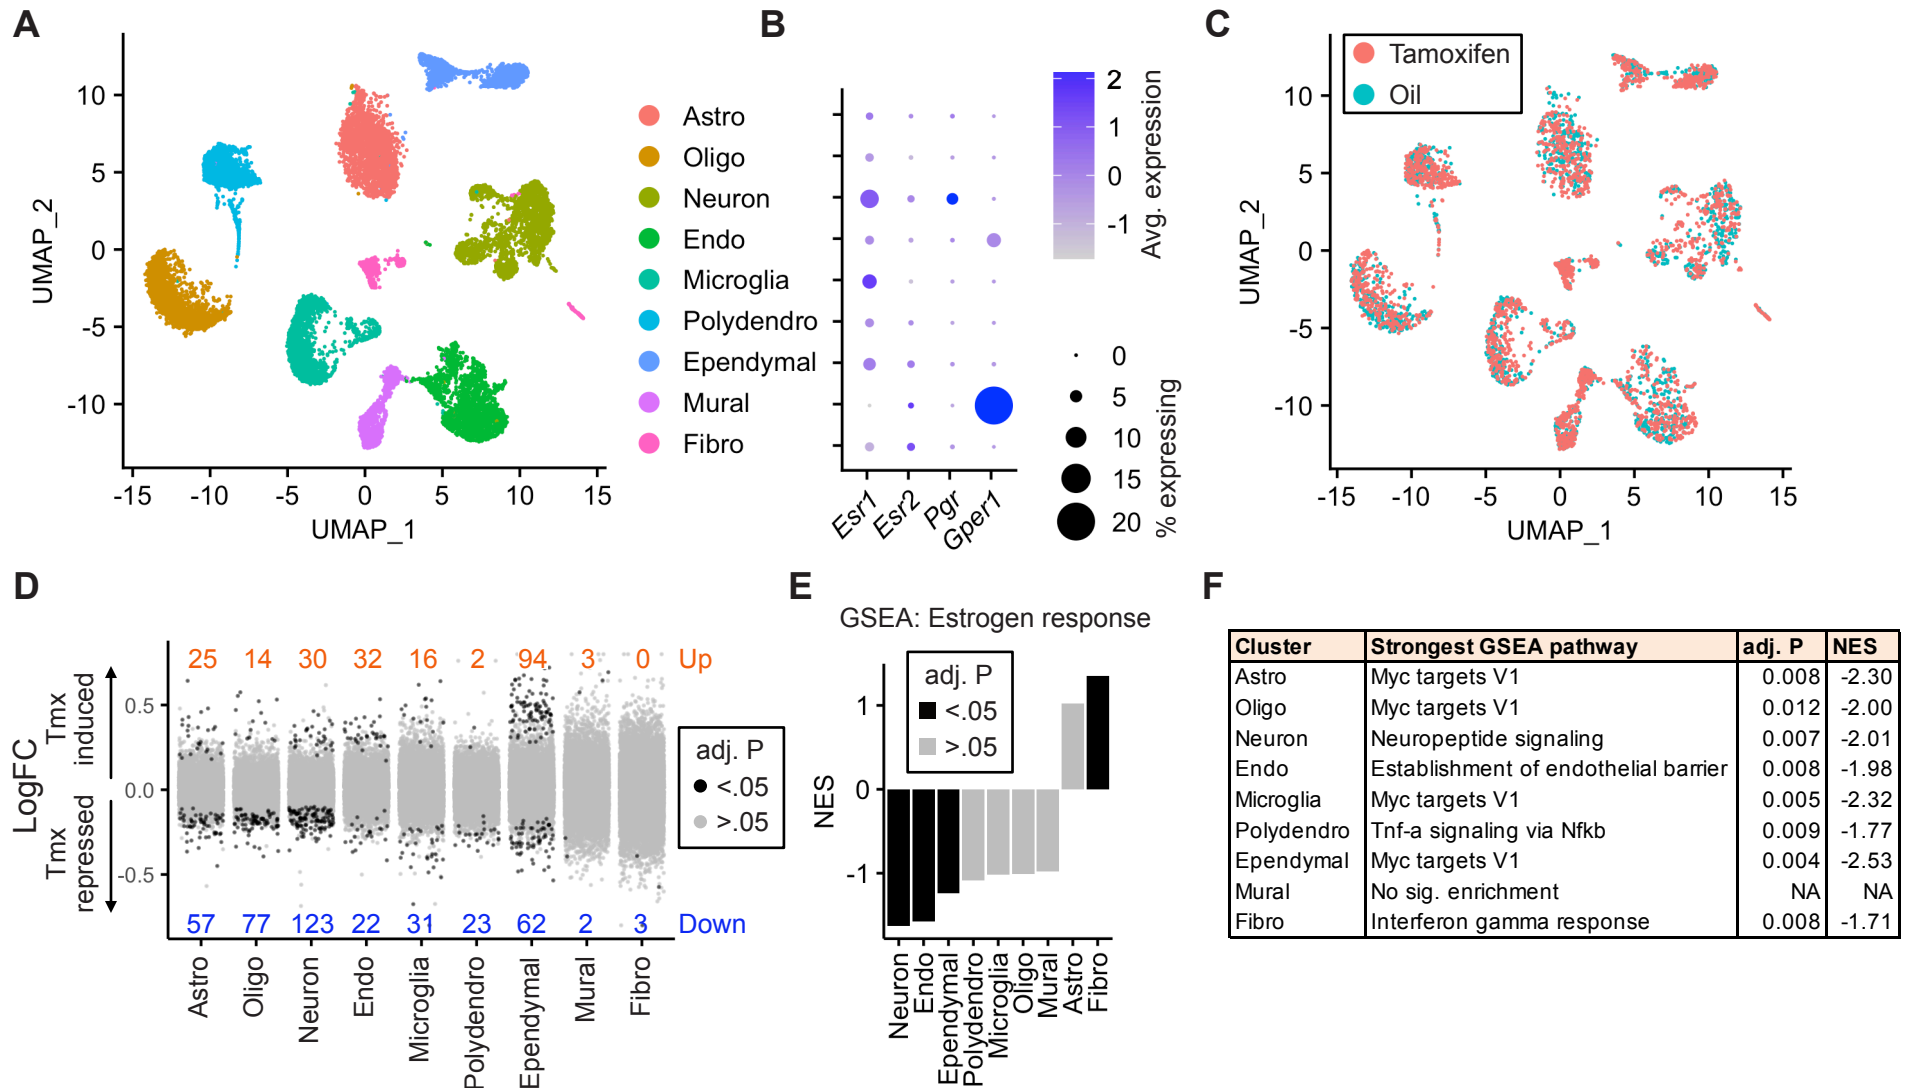 A
UMAP_2
10
5
0
-5
-10
-15
-10
-5
0
5
10
15
UMAP_1
Astro
Oligo
Neuron
Endo
Microglia
Polydendro
Ependymal
Mural
Fibro
B
Esr1
Esr2
Pgr
Gper1
2
1
0
-1
Avg. expression
0
5
10
15
20
% expressing
C
Tamoxifen
Oil
UMAP_2
10
5
0
-5
-10
-15
-10
-5
0
5
10
15
UMAP_1
D
LogFC
Tmx induced
Tmx repressed
0.5
0.0
-0.5
25 14 30 32 16 2 94 3 0 Up
57 77 123 22 31 23 62 2 3 Down
adj. P
<.05
>.05
Astro
Oligo
Neuron
Endo
Microglia
Polydendro
Ependymal
Mural
Fibro
E
GSEA: Estrogen response
adj. P
<.05
>.05
NES
1
0
-1
Neuron
Endo
Ependymal
Polydendro
Microglia
Oligo
Mural
Astro
Fibro
F
Cluster Strongest GSEA pathway adj. P NES
Astro Myc targets V1 0.008 -2.30
Oligo Myc targets V1 0.012 -2.00
Neuron Neuropeptide signaling 0.007 -2.01
Endo Establishment of endothelial barrier 0.008 -1.98
Microglia Myc targets V1 0.005 -2.32
Polydendro Tnf-a signaling via Nfkb 0.009 -1.77
Ependymal Myc targets V1 0.004 -2.53
Mural No sig. enrichment NA NA
Fibro Interferon gamma response 0.008 -1.71